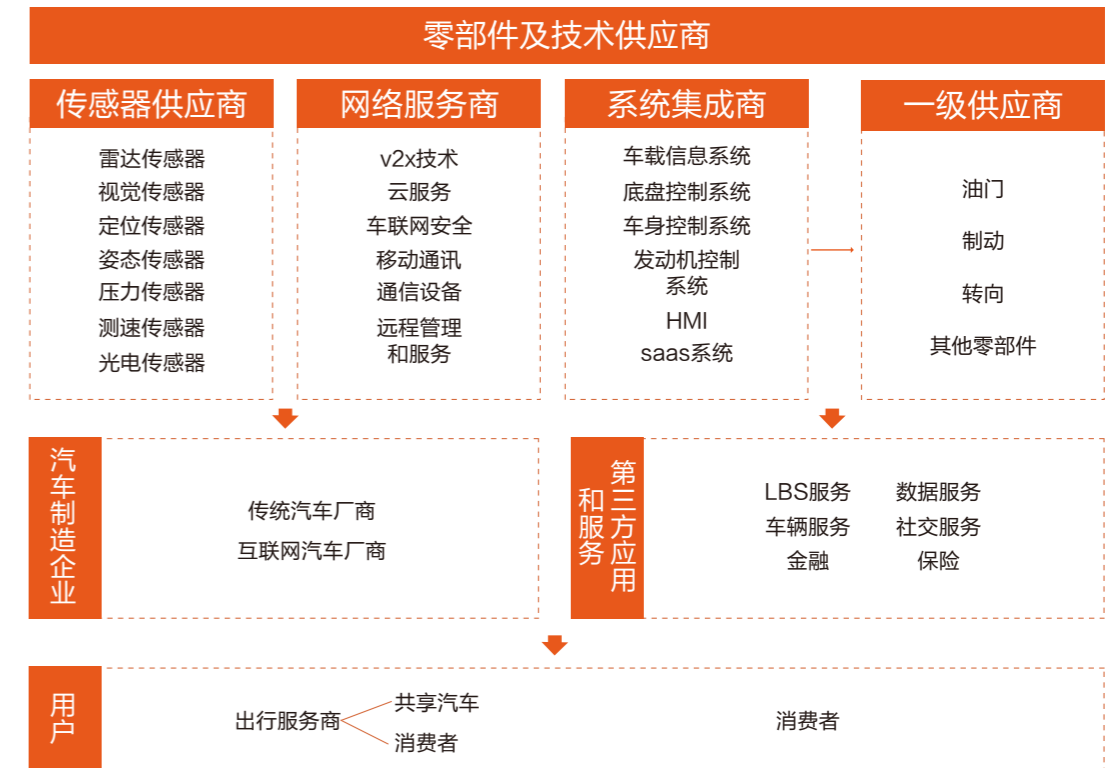 零部件及技术供应商
传感器供应商
雷达传感器
视觉传感器
定位传感器
姿态传感器
压力传感器
测速传感器
光电传感器
网络服务商
v2x技术
云服务
车联网安全
移动通讯
通信设备
远程管理
和服务
系统集成商
车载信息系统
底盘控制系统
车身控制系统
发动机控制
系统
HMI
saas系统
一级供应商
油门
制动
转向
其他零部件
汽车制造企业
传统汽车厂商
互联网汽车厂商
第三方应用
和服务
LBS服务 数据服务
车辆服务 社交服务
金融 保险
用户
出行服务商
共享汽车
消费者
消费者